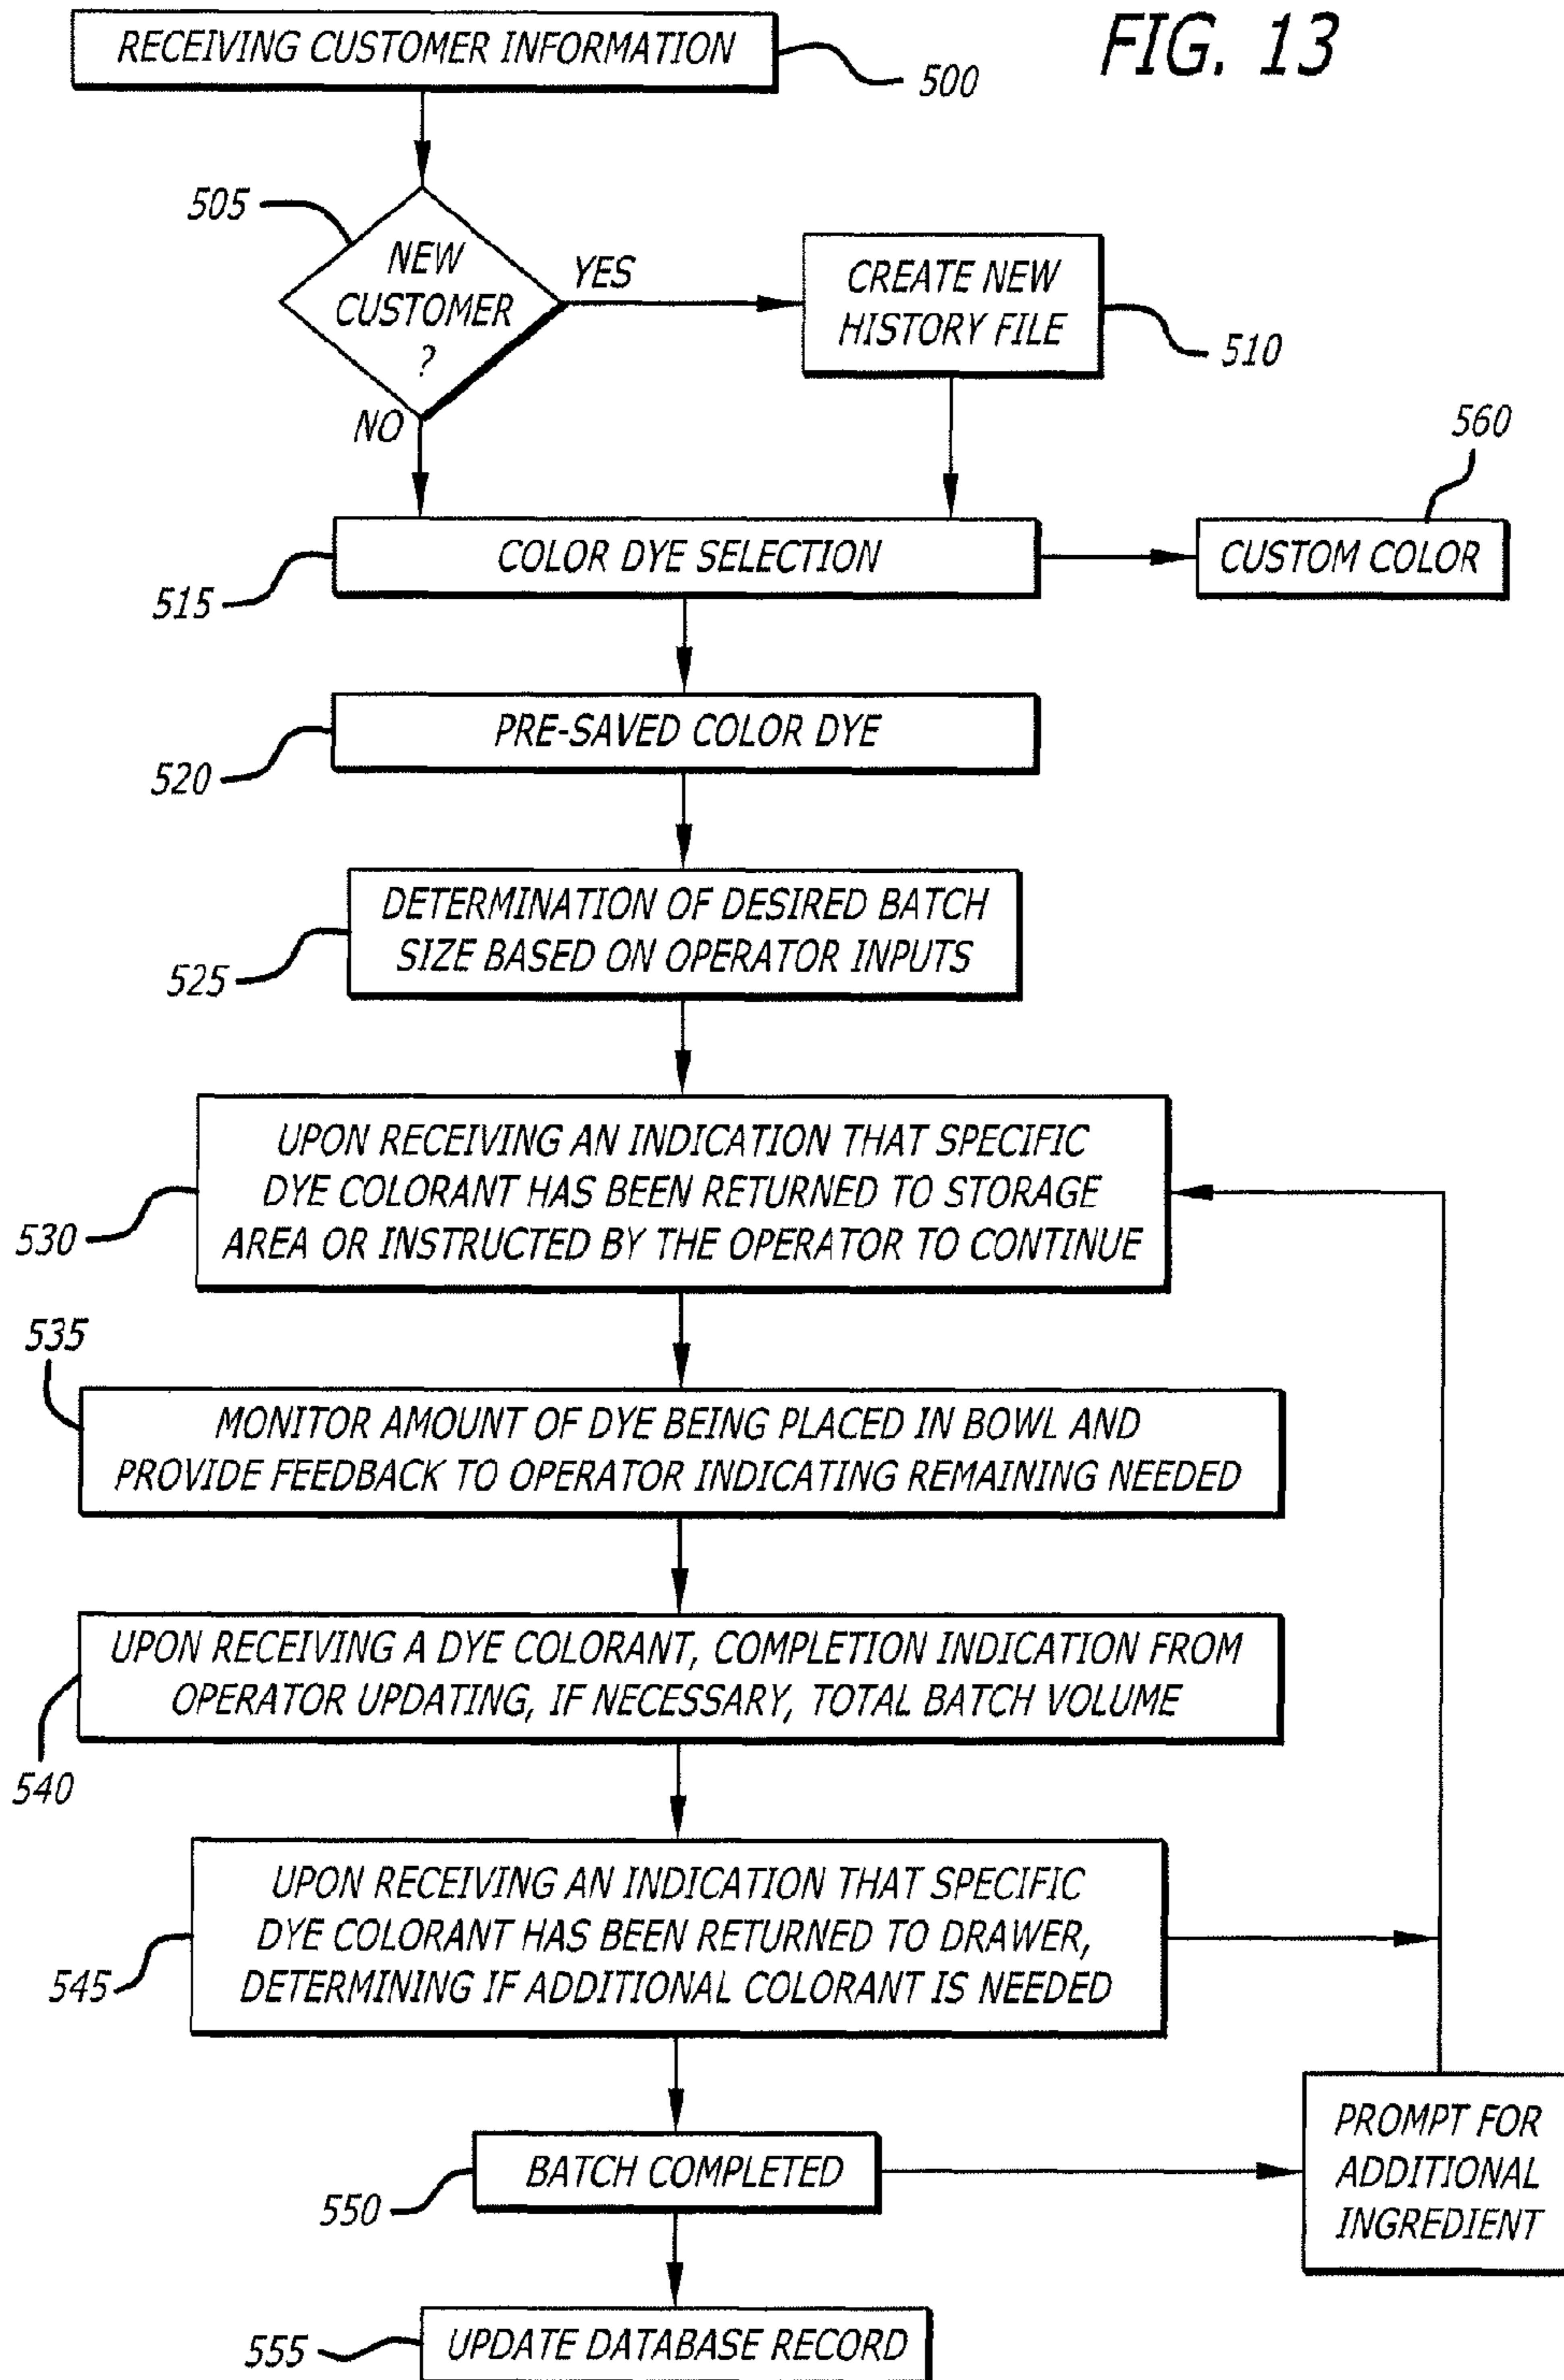 FIG. 13
RECEIVING CUSTOMER INFORMATION
500
505
NEW
CUSTOMER
?
YES
NO
CREATE NEW
HISTORY FILE
510
560
COLOR DYE SELECTION
515
CUSTOM COLOR
PRE-SAVED COLOR DYE
520
DETERMINATION OF DESIRED BATCH
SIZE BASED ON OPERATOR INPUTS
525
UPON RECEIVING AN INDICATION THAT SPECIFIC
DYE COLORANT HAS BEEN RETURNED TO STORAGE
AREA OR INSTRUCTED BY THE OPERATOR TO CONTINUE
530
535
MONITOR AMOUNT OF DYE BEING PLACED IN BOWL AND
PROVIDE FEEDBACK TO OPERATOR INDICATING REMAINING NEEDED
UPON RECEIVING A DYE COLORANT, COMPLETION INDICATION FROM
OPERATOR UPDATING, IF NECESSARY, TOTAL BATCH VOLUME
540
UPON RECEIVING AN INDICATION THAT SPECIFIC
DYE COLORANT HAS BEEN RETURNED TO DRAWER,
DETERMINING IF ADDITIONAL COLORANT IS NEEDED
545
BATCH COMPLETED
550
PROMPT FOR
ADDITIONAL
INGREDIENT
UPDATE DATABASE RECORD
555